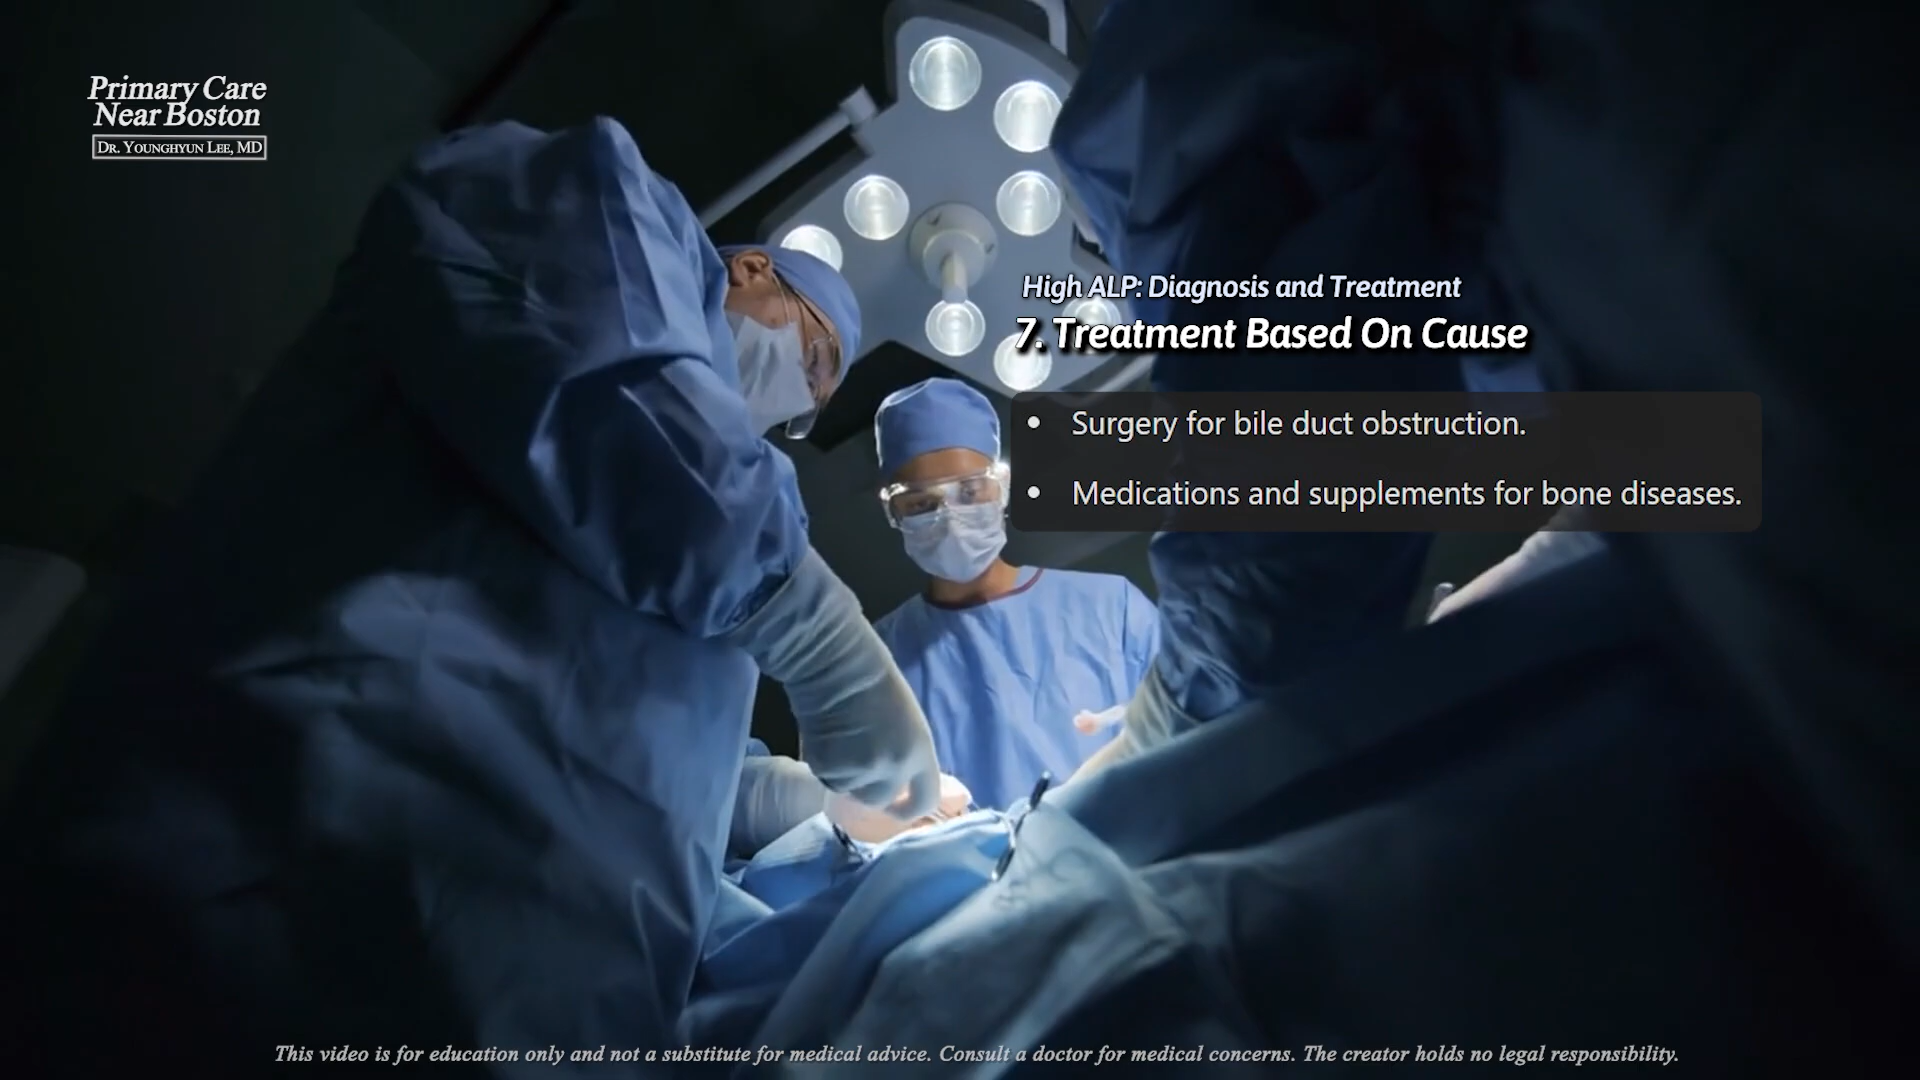 Primary Care
Near Boston
DR. YOUNGHYUN LEE, MD
High ALP: Diagnosis and Treatment
7. Treatment Based On Cause
• Surgery for bile duct obstruction.
• Medications and supplements for bone diseases.
This video is for education only and not a substitute for medical advice. Consult a doctor for medical concerns. The creator holds no legal responsibility.